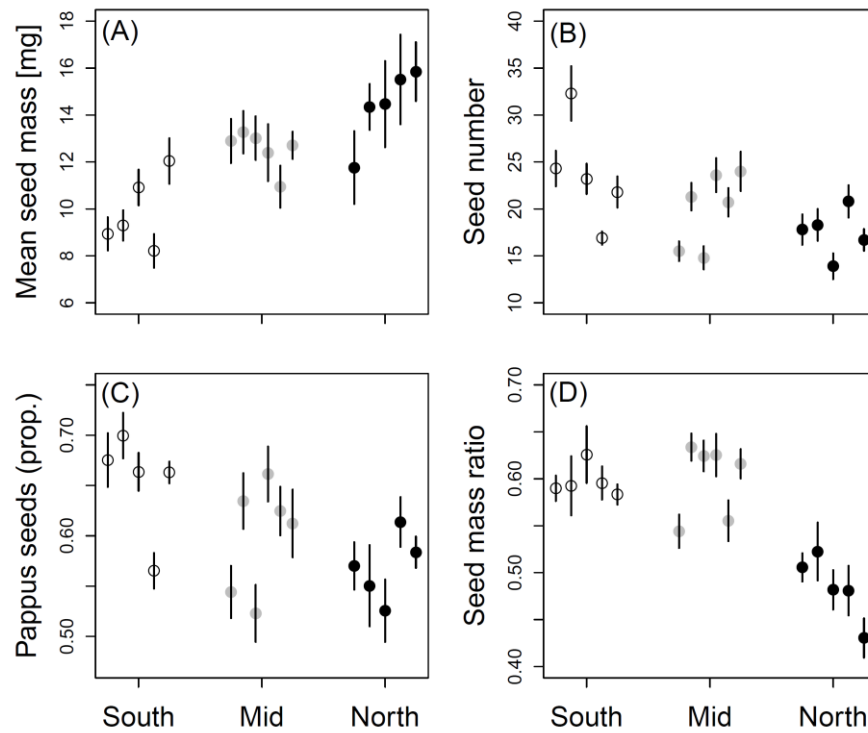 (A)
Mean seed mass [mg]
18
16
14
12
10
8
6
(B)
Seed number
40
35
30
25
20
15
10
(C)
Pappus seeds (prop.)
0.70
0.60
0.50
South
Mid
North
(D)
Seed mass ratio
0.70
0.60
0.50
0.40
South
Mid
North